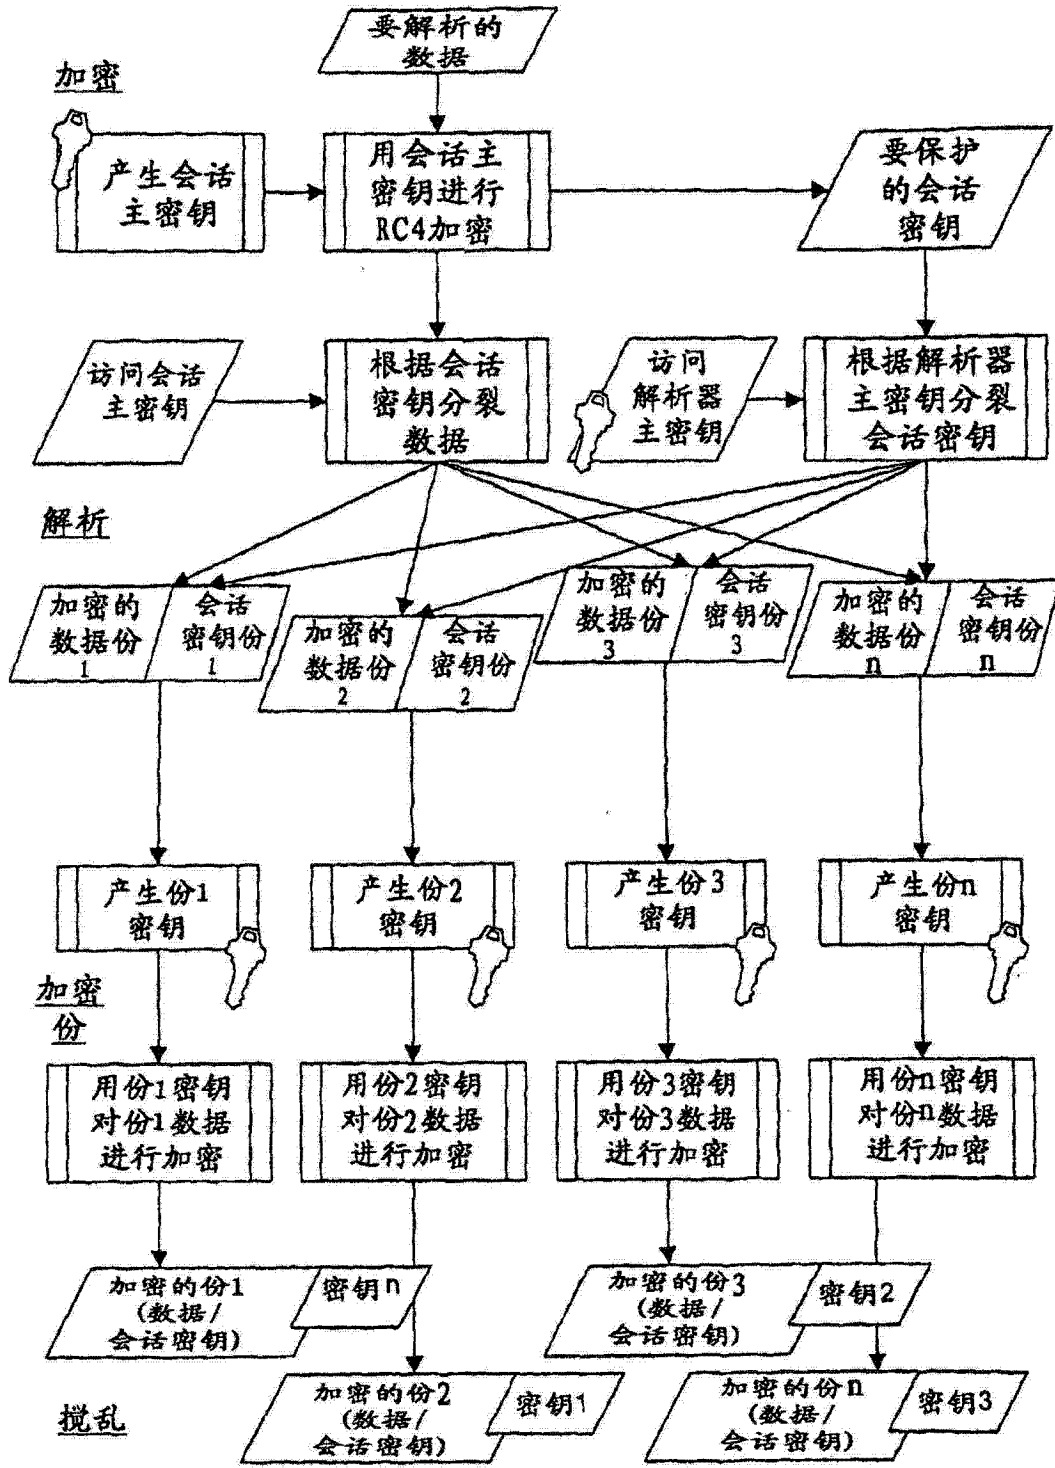 要解析的
数据
加密
产生会话
主密钥
用会话主
密钥进行
RC4加密
要保护
的会话
密钥
访问会话
主密钥
根据会话
密钥分裂
数据
访问
解析器
主密钥
根据解析器
主密钥分裂
会话密钥
解析
加密的
数据份
1
会话
密钥份
1
加密的
数据份
2
会话
密钥份
2
加密的
数据份
3
会话
密钥份
3
加密的
数据份
n
会话
密钥份
n
产生份1
密钥
产生份2
密钥
产生份3
密钥
产生份n
密钥
加密
份
用份1密钥
对份1数据
进行加密
用份2密钥
对份2数据
进行加密
用份3密钥
对份3数据
进行加密
用份n密钥
对份n数据
进行加密
加密的份1
(数据/
会话密钥)
密钥n
加密的份3
(数据/
会话密钥)
密钥2
搅乱
加密的份2
(数据/
会话密钥)
密钥1
加密的份n
(数据/
会话密钥)
密钥3